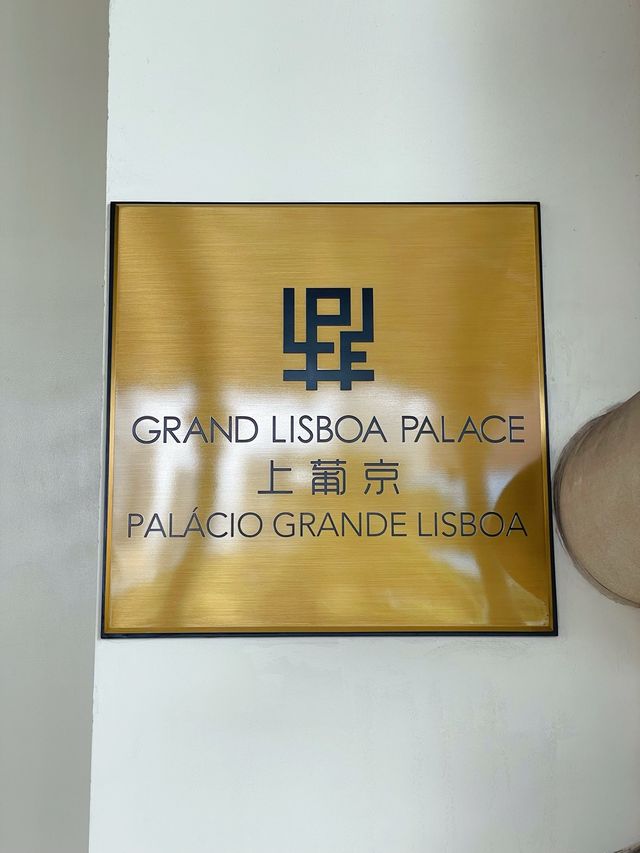 GRAND LISBOA PALACE
上葡京
PALÁCIO GRANDE LISBOA